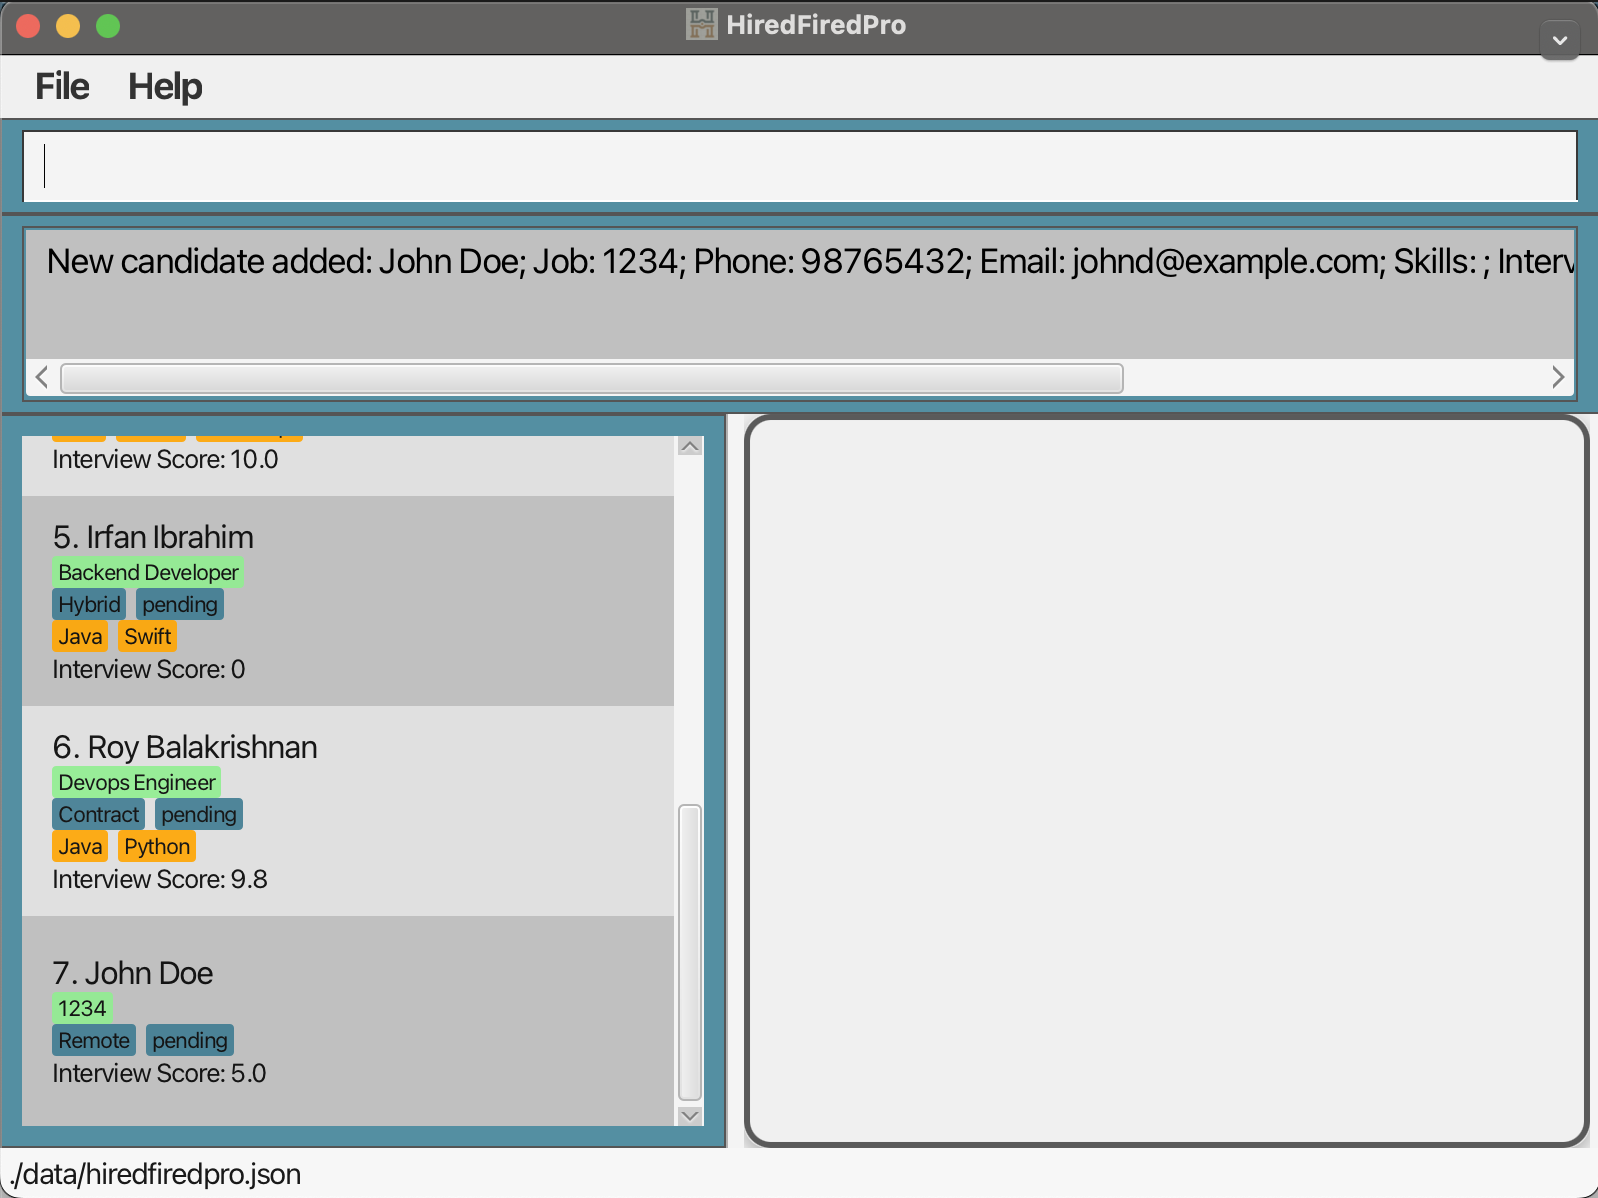 HiredFiredPro
File Help
New candidate added: John Doe; Job: 1234; Phone: 98765432; Email: johnd@example.com; Skills: ; Interv
Interview Score: 10.0
5. Irfan Ibrahim
Backend Developer
Hybrid pending
Java Swift
Interview Score: 0
6. Roy Balakrishnan
Devops Engineer
Contract pending
Java Python
Interview Score: 9.8
7. John Doe
1234
Remote pending
Interview Score: 5.0
./data/hiredfiredpro.json